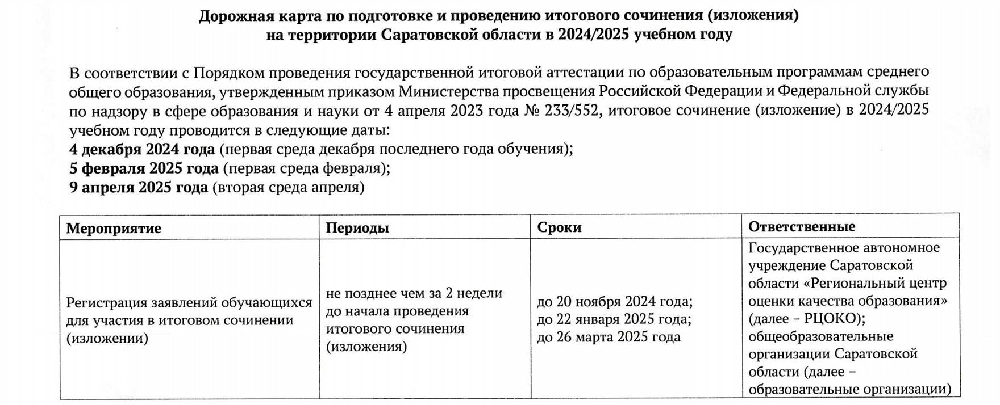 Дорожная карта по подготовке и проведению итогового сочинения (изложения)
на территории Саратовской области в 2024/2025 учебном году
В соответствии с Порядком проведения государственной итоговой аттестации по образовательным программам среднего
общего образования, утвержденным приказом Министерства просвещения Российской Федерации и Федеральной службы
по надзору в сфере образования и науки от 4 апреля 2023 года № 233/552, итоговое сочинение (изложение) в 2024/2025
учебном году проводится в следующие даты:
4 декабря 2024 года (первая среда декабря последнего года обучения);
5 февраля 2025 года (первая среда февраля);
9 апреля 2025 года (вторая среда апреля)
Мероприятие
Периоды
Сроки
Ответственные
Регистрация заявлений обучающихся
для участия в итоговом сочинении
(изложении)
не позднее чем за 2 недели
до начала проведения
итогового сочинения
(изложения)
до 20 ноября 2024 года;
до 22 января 2025 года;
до 26 марта 2025 года
Государственное автономное
учреждение Саратовской
области «Региональный центр
оценки качества образования»
(далее – РЦОКО);
общеобразовательные
организации Саратовской
области (далее –
образовательные организации)